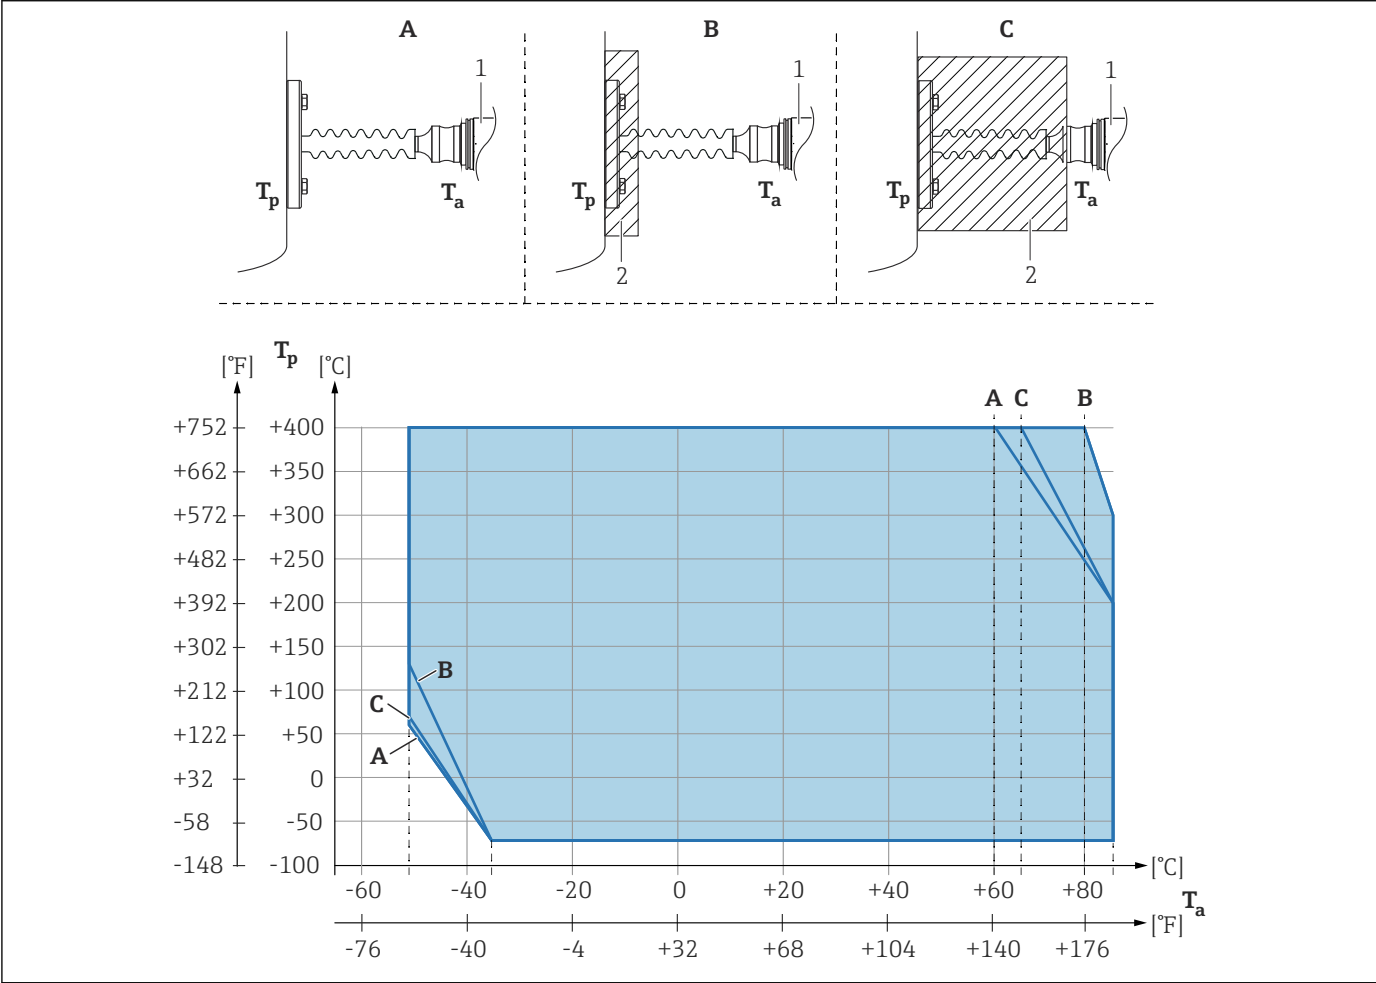 A B C
1 1 1
Tp Ta Tp Ta Tp Ta
2 2
Tp
[°F] [°C]
A C B
+752 +400
+662 +350
+572 +300
+482 +250
+392 +200
+302 +150
B
+212 +100
C
+122 +50
A
+32 0
-58 -50
-148 -100
[°C]
-60 -40 -20 0 +20 +40 +60 +80
Ta
[°F]
-76 -40 -4 +32 +68 +104 +140 +176